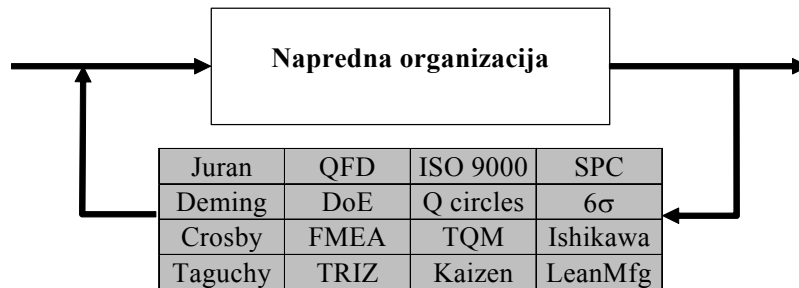 Napredna organizacija
Juran QFD ISO 9000 SPC
Deming DoE Q circles 6σ
Crosby FMEA TQM Ishikawa
Taguchy TRIZ Kaizen LeanMfg